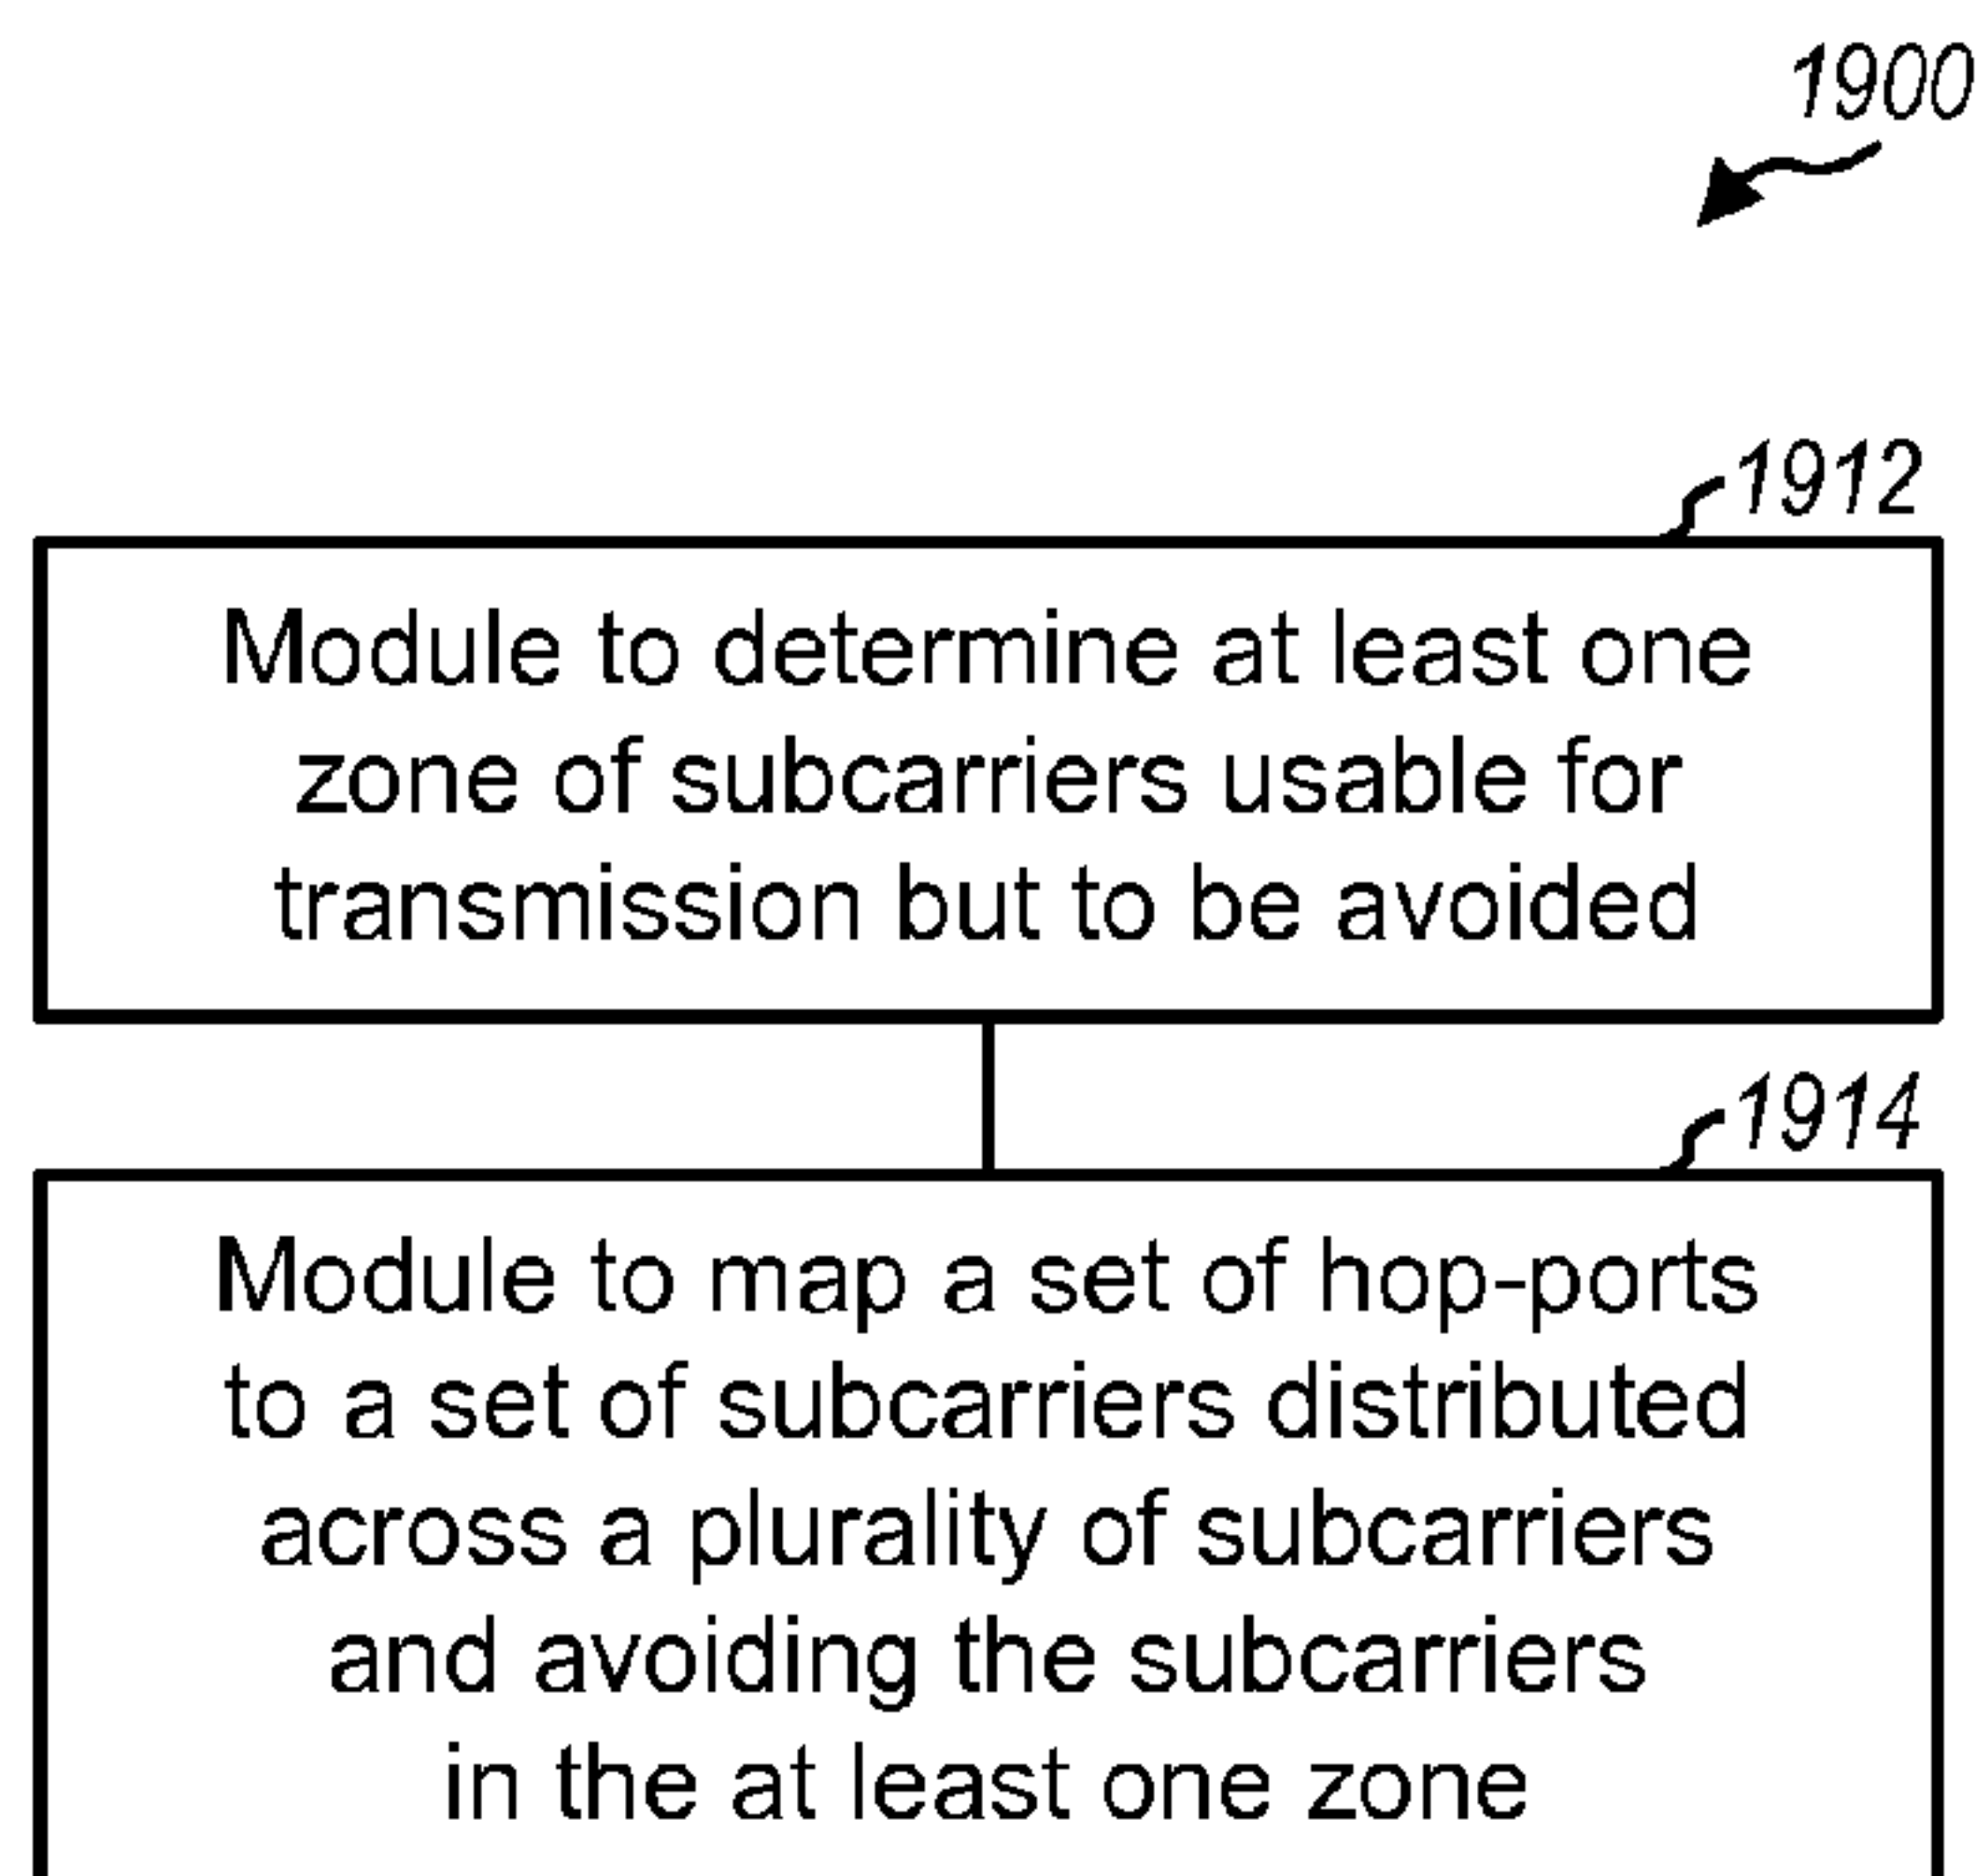 1900
1912
Module to determine at least one
zone of subcarriers usable for
transmission but to be avoided
1914
Module to map a set of hop-ports
to a set of subcarriers distributed
across a plurality of subcarriers
and avoiding the subcarriers
in the at least one zone